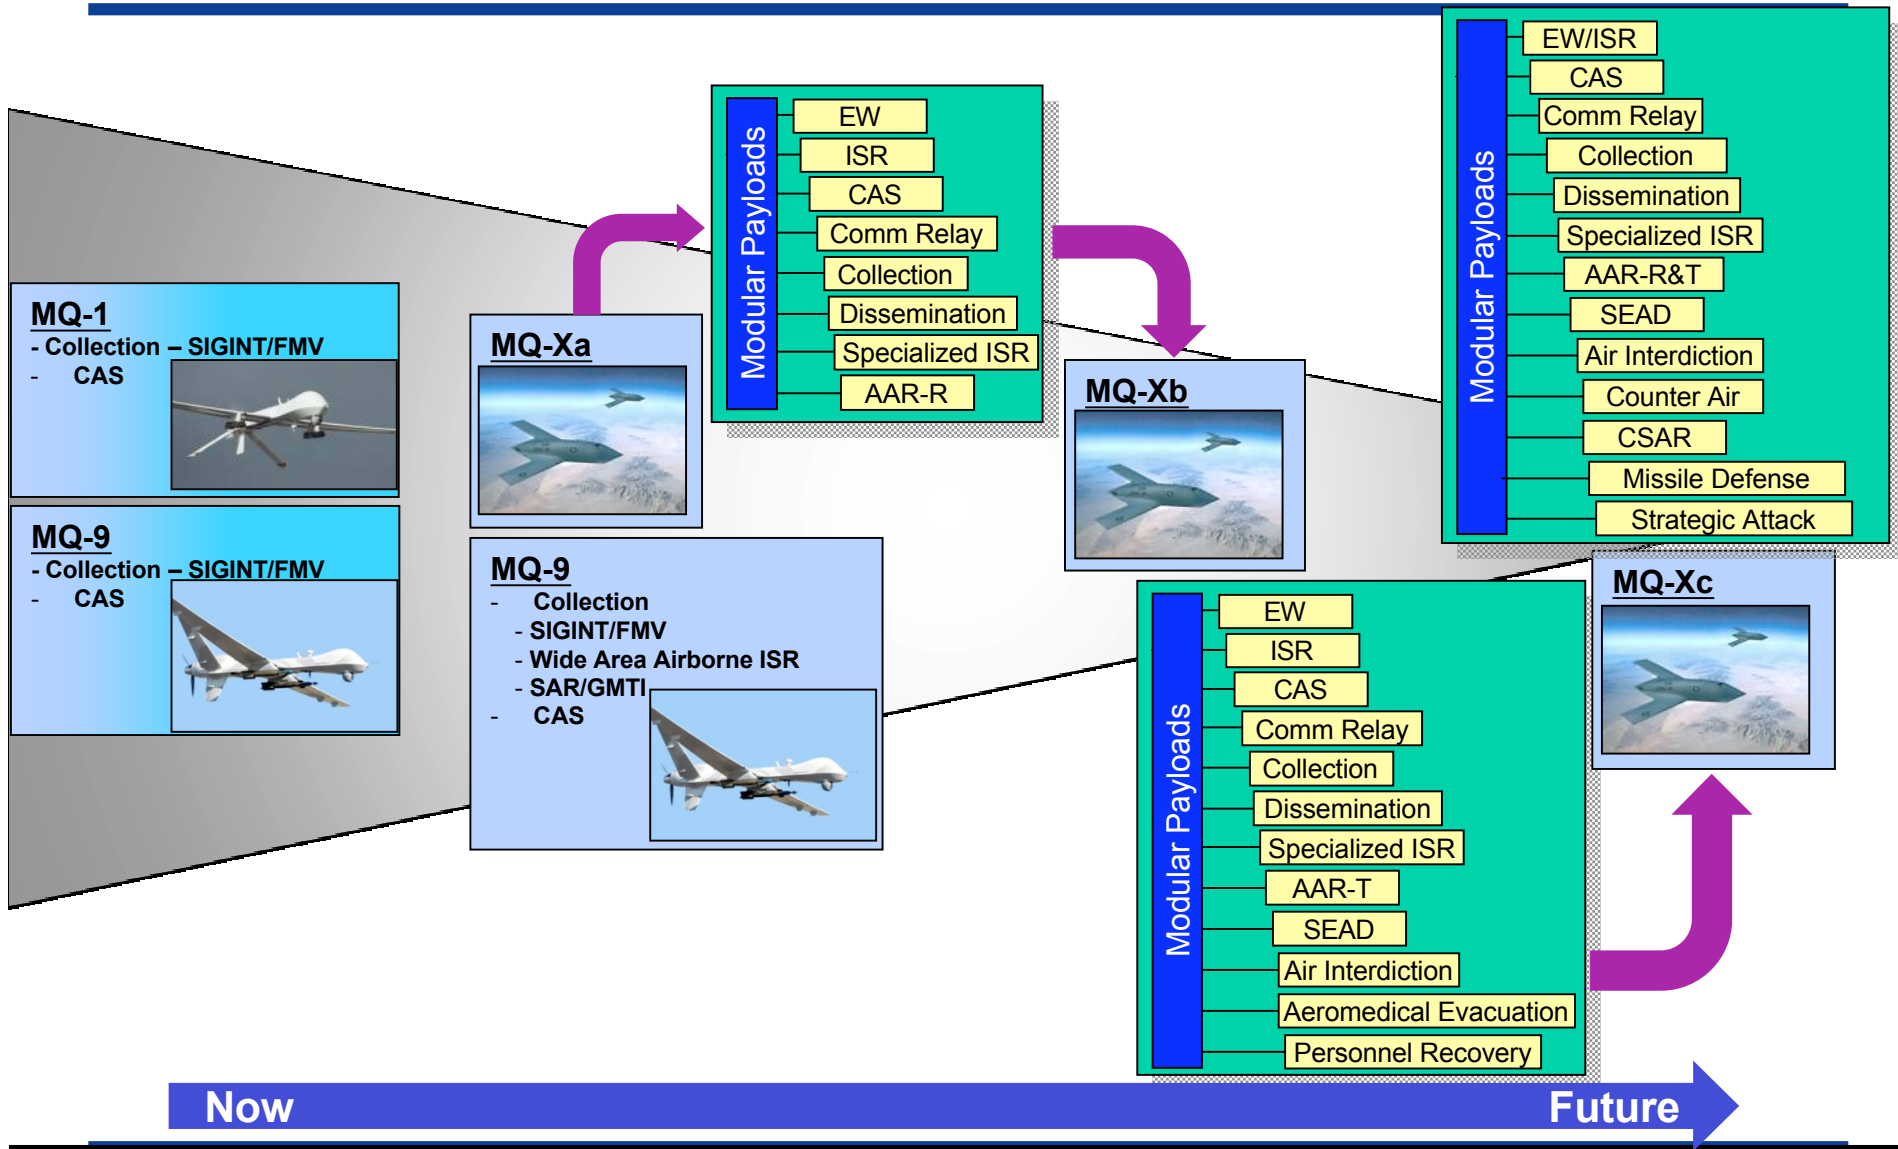 MQ-1
- Collection – SIGINT/FMV
- CAS
MQ-9
- Collection – SIGINT/FMV
- CAS
MQ-Xa
MQ-9
- Collection
- SIGINT/FMV
- Wide Area Airborne ISR
- SAR/GMTI
- CAS
Modular Payloads
EW
ISR
CAS
Comm Relay
Collection
Dissemination
Specialized ISR
AAR-R
MQ-Xb
Modular Payloads
EW
ISR
CAS
Comm Relay
Collection
Dissemination
Specialized ISR
AAR-T
SEAD
Air Interdiction
Aeromedical Evacuation
Personnel Recovery
Modular Payloads
EW/ISR
CAS
Comm Relay
Collection
Dissemination
Specialized ISR
AAR-R&T
SEAD
Air Interdiction
Counter Air
CSAR
Missile Defense
Strategic Attack
MQ-Xc
Now
Future